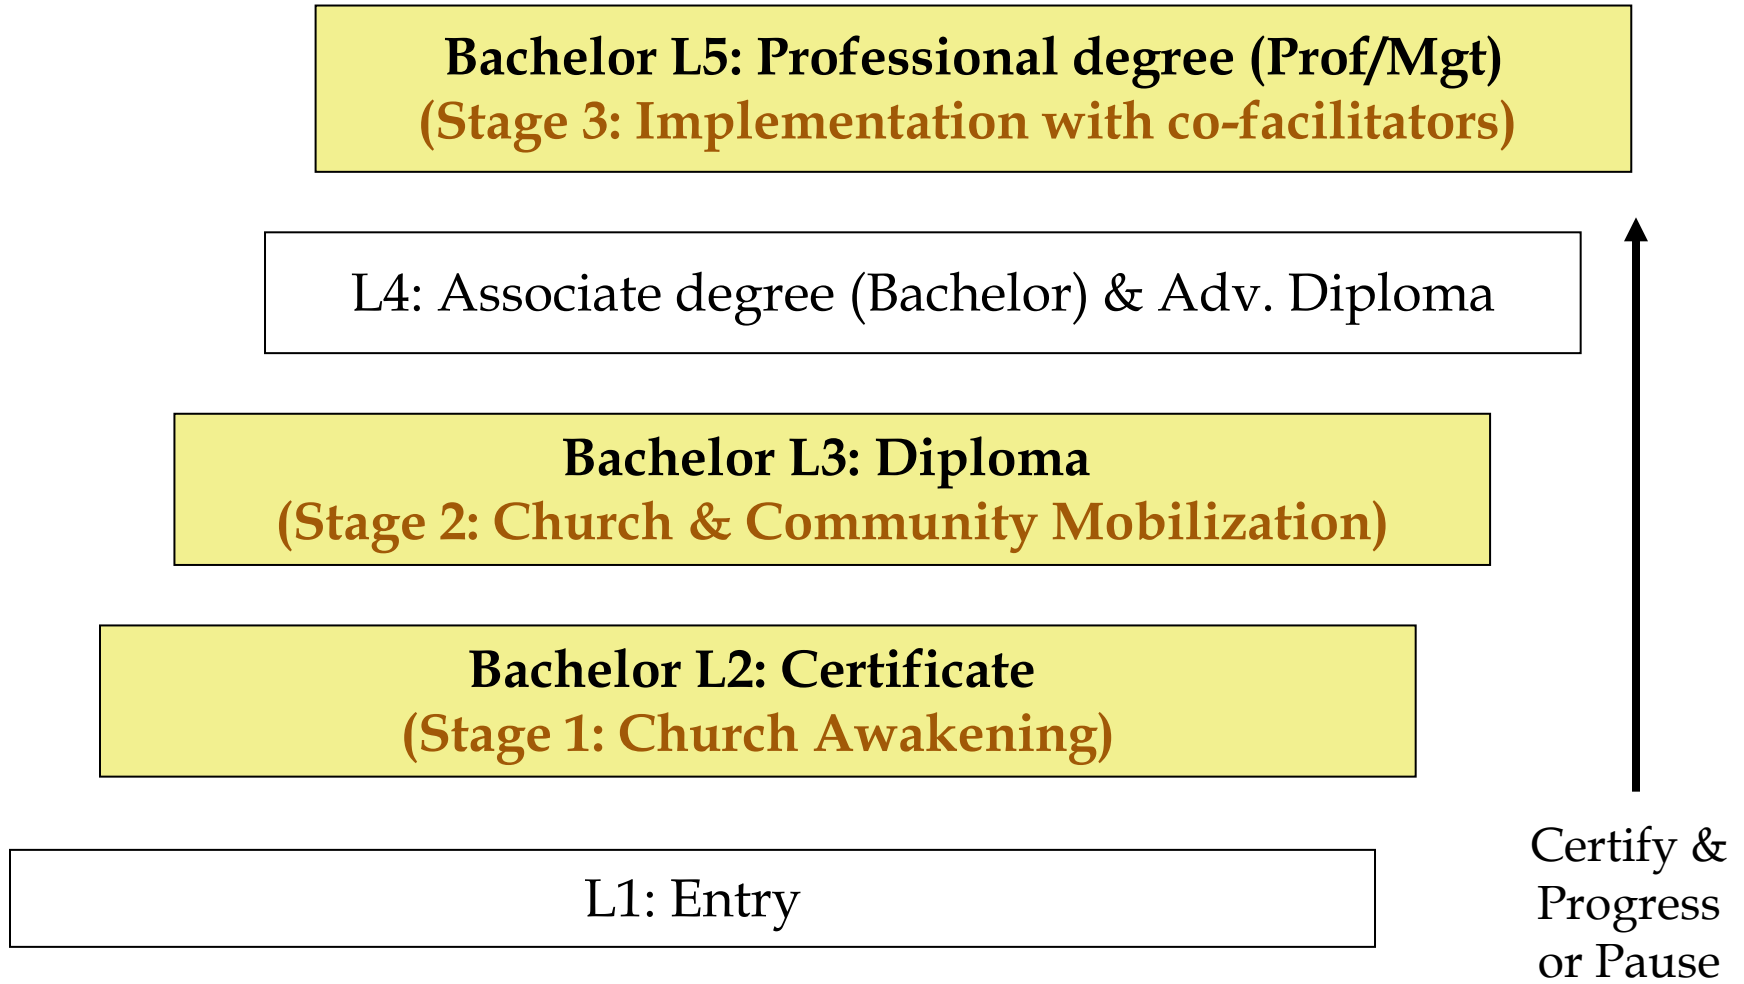 Bachelor L5: Professional degree (Prof/Mgt)
(Stage 3: Implementation with co-facilitators)
L4: Associate degree (Bachelor) & Adv. Diploma
Bachelor L3: Diploma
(Stage 2: Church & Community Mobilization)
Bachelor L2: Certificate
(Stage 1: Church Awakening)
L1: Entry
Certify &
Progress
or Pause